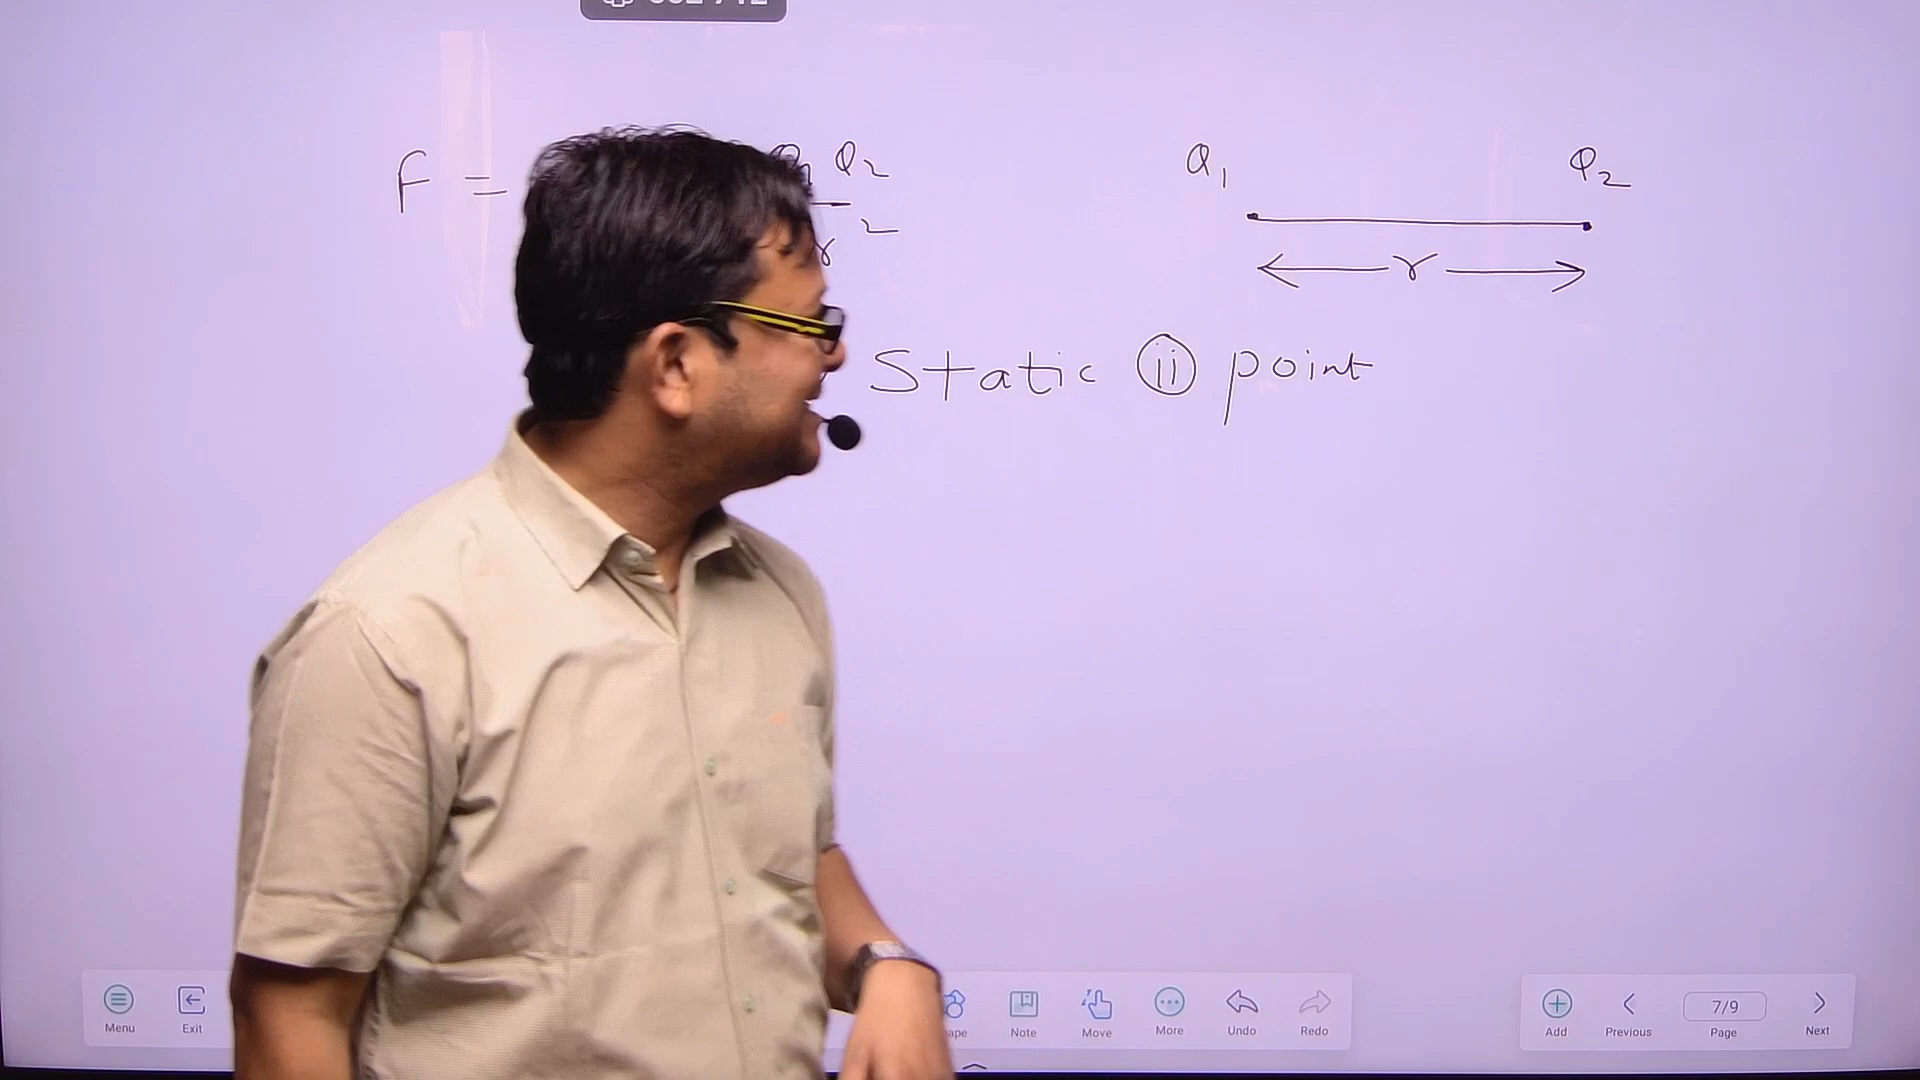 F = Q2
r2
Q1 Q2
r
Static (ii) point
Menu Exit Note Move More Undo Redo Add Previous 7/9 Page Next